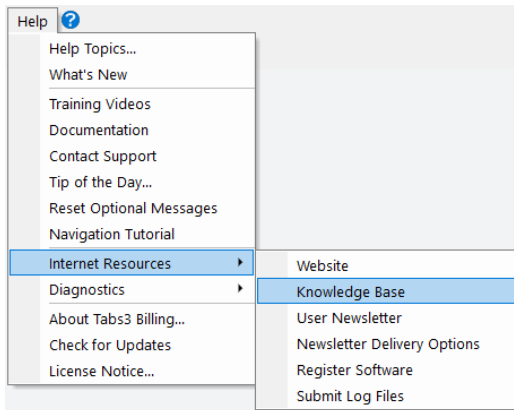 Help
Help Topics...
What's New
Training Videos
Documentation
Contact Support
Tip of the Day...
Reset Optional Messages
Navigation Tutorial
Internet Resources
Diagnostics
About Tabs3 Billing...
Check for Updates
License Notice...
Website
Knowledge Base
User Newsletter
Newsletter Delivery Options
Register Software
Submit Log Files